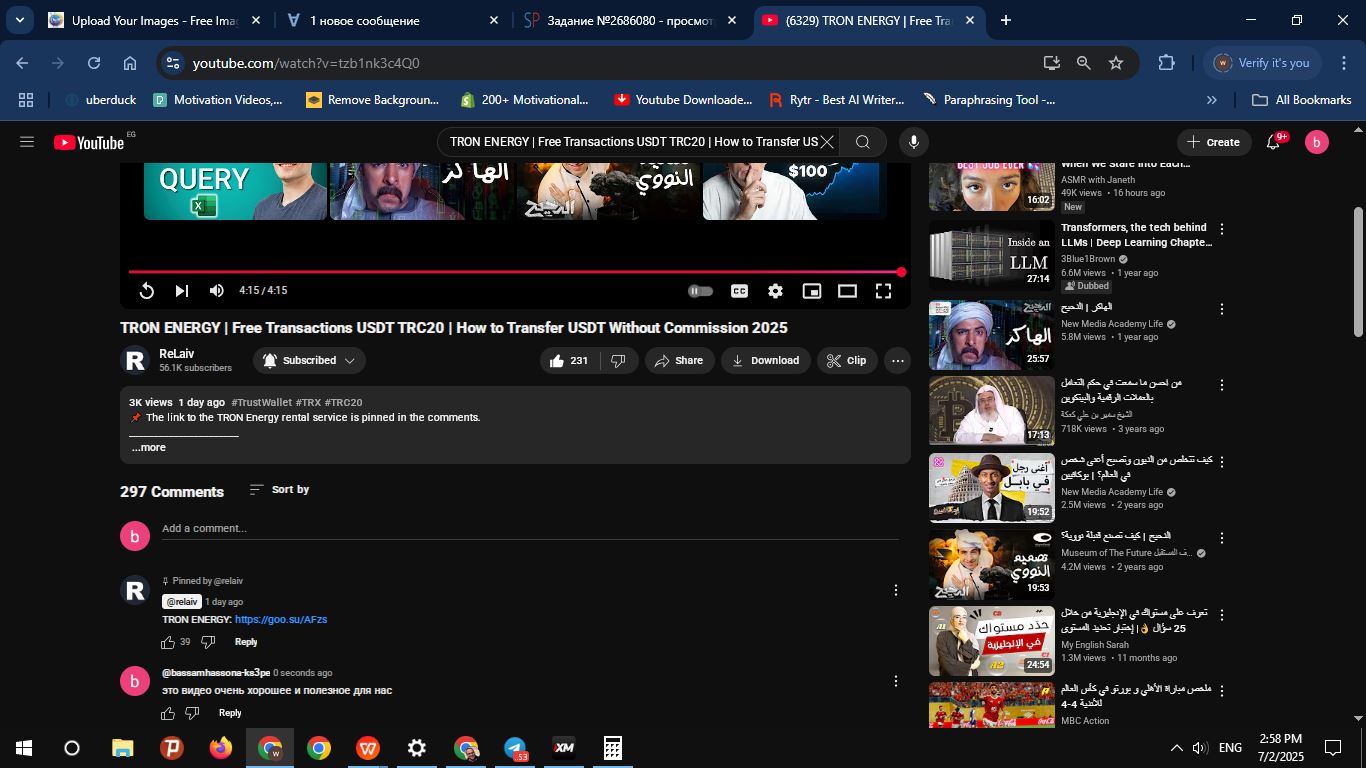 Upload Your Images - Free Ima
1 новое сообщение
Задание №2686080 - просмот
(6329) TRON ENERGY | Free Tra
youtube.com/watch?v=tzb1nk3c4Q0
Verify it's you
uberduck
Motivation Videos,...
Remove Backgroun...
200+ Motivational...
Youtube Downloade...
Rytr - Best AI Writer...
Paraphrasing Tool -...
»
All Bookmarks
YouTube EG
TRON ENERGY | Free Transactions USDT TRC20 | How to Transfer US
Create
9+
b
QUERY
الهاكر
النووي
الدحيح
$100
4:15 / 4:15
CC
TRON ENERGY | Free Transactions USDT TRC20 | How to Transfer USDT Without Commission 2025
R
ReLaiv
56.1K subscribers
Subscribed
231
Share
Download
Clip
3K views 1 day ago #TrustWallet #TRX #TRC20
📌 The link to the TRON Energy rental service is pinned in the comments.
____________________
...more
297 Comments
Sort by
b
Add a comment...
R
Pinned by @relaiv
@relaiv 1 day ago
TRON ENERGY: https://goo.su/AFzs
39
Reply
b
@bassamhassona-ks3pe 0 seconds ago
это видео очень хорошее и полезное для нас
Reply
When We Stare Into Each...
ASMR with Janeth
49K views • 16 hours ago
New
16:02
Inside an
LLM
27:14
Transformers, the tech behind
LLMs | Deep Learning Chapte...
3Blue1Brown
6.6M views • 1 year ago
Dubbed
الدحيح
الهاكر
25:57
الهاكر | الدحيح
New Media Academy Life
5.8M views • 1 year ago
17:13
من احسن ما سمعت في حكم التعامل
بالعملات الرقمية والبيتكوين
الشيخ سمير بن علي كعكة
718K views • 3 years ago
أغنى رجل
في بابل
19:52
كيف تتخلص من الديون وتصبح أغنى شخص
في العالم؟ | بودكافيين
New Media Academy Life
2.5M views • 2 years ago
تصميم
النووي
الدحيح
19:53
الدحيح | كيف تصنع قنبلة نووية؟
Museum of The Future ف المستقبل...
4.2M views • 2 years ago
A1
C2
حدّد مستواك
في الإنجليزية
A2
24:54
تعرف على مستواك في الإنجليزية من خلال
25 سؤال 👌 | إختبار تحديد المستوى
My English Sarah
1.3M views • 11 months ago
ملخص مباراة الأهلي و بورتو في كأس العالم
للأندية 4-4
MBC Action
W
XM
53
ENG
2:58 PM
7/2/2025